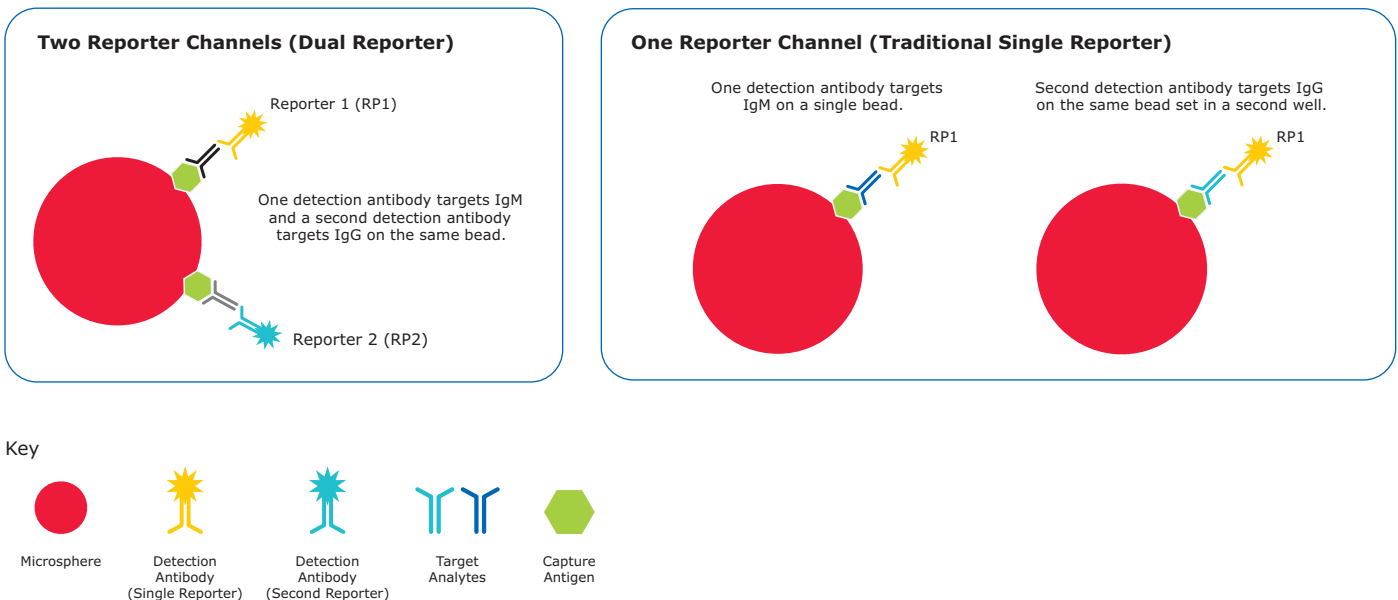 Two Reporter Channels (Dual Reporter)
Reporter 1 (RP1)
One detection antibody targets IgM
and a second detection antibody
targets IgG on the same bead.
Reporter 2 (RP2)
One Reporter Channel (Traditional Single Reporter)
One detection antibody targets
IgM on a single bead.
RP1
Second detection antibody targets IgG
on the same bead set in a second well.
RP1
Key
Microsphere
Detection
Antibody
(Single Reporter)
Detection
Antibody
(Second Reporter)
Target
Analytes
Capture
Antigen